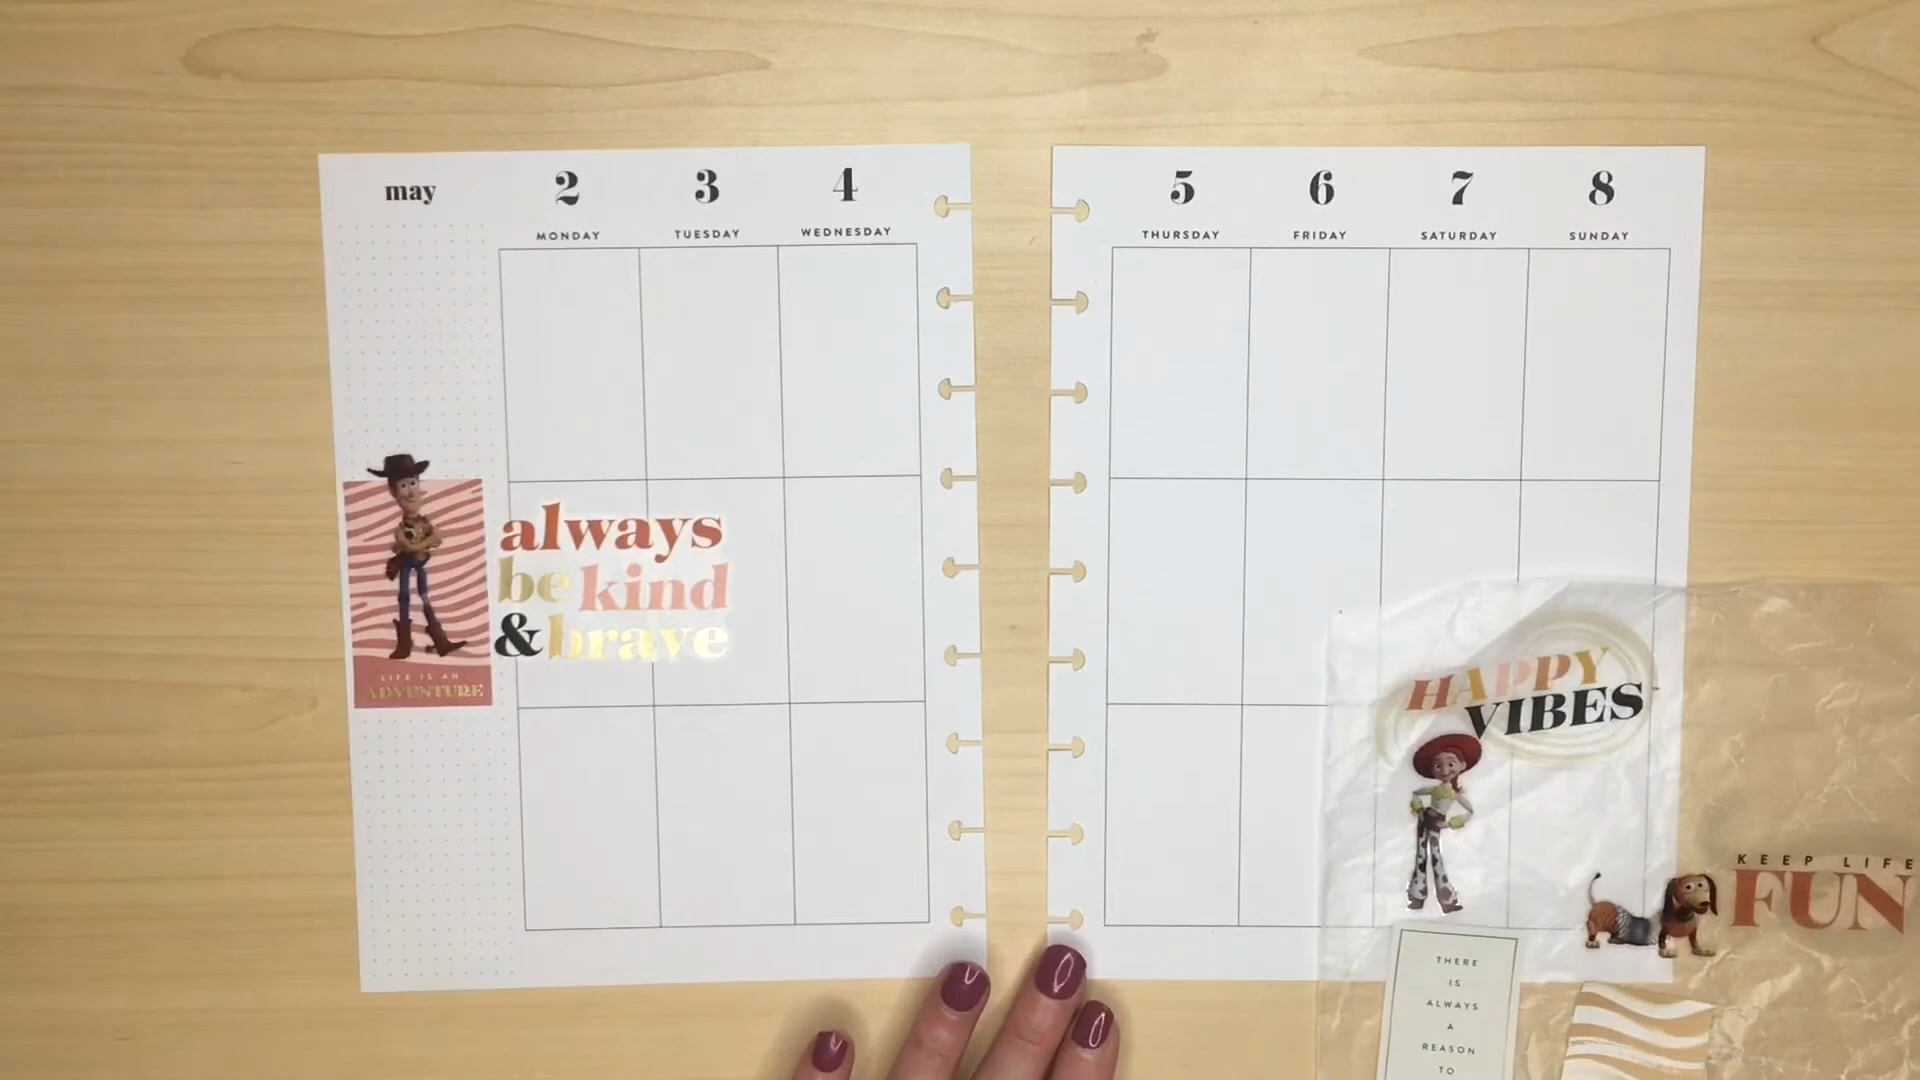 may
2
3
4
MONDAY
TUESDAY
WEDNESDAY
5
6
7
8
THURSDAY
FRIDAY
SATURDAY
SUNDAY
always
be kind
& brave
LIFE IS AN
ADVENTURE
HAPPY
VIBES
KEEP LIFE
FUN
THERE
IS
ALWAYS
A
REASON
TO